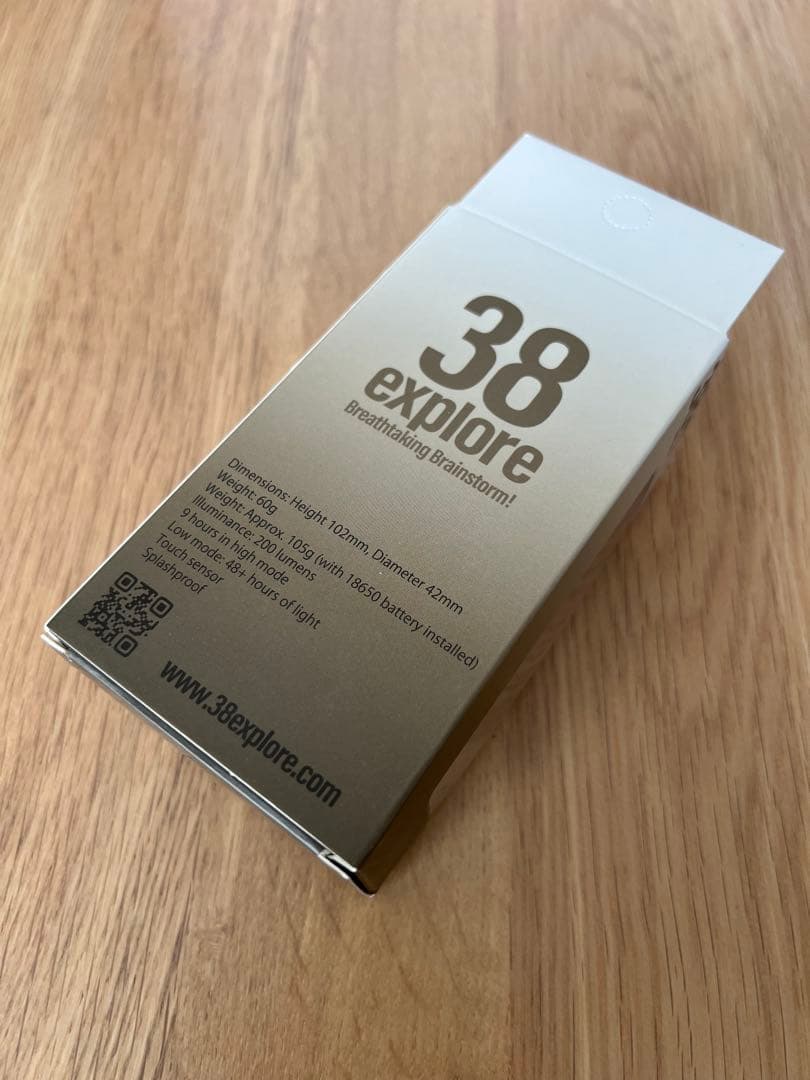 38
explore
Breathtaking Brainstorm!
Dimensions: Height 102mm, Diameter 42mm
Weight: 60g
Weight: Approx. 105g (with 18650 battery installed)
Illuminance: 200 lumens
9 hours in high mode
Low mode: 48+ hours of light
Touch sensor
Splashproof
www.38explore.com